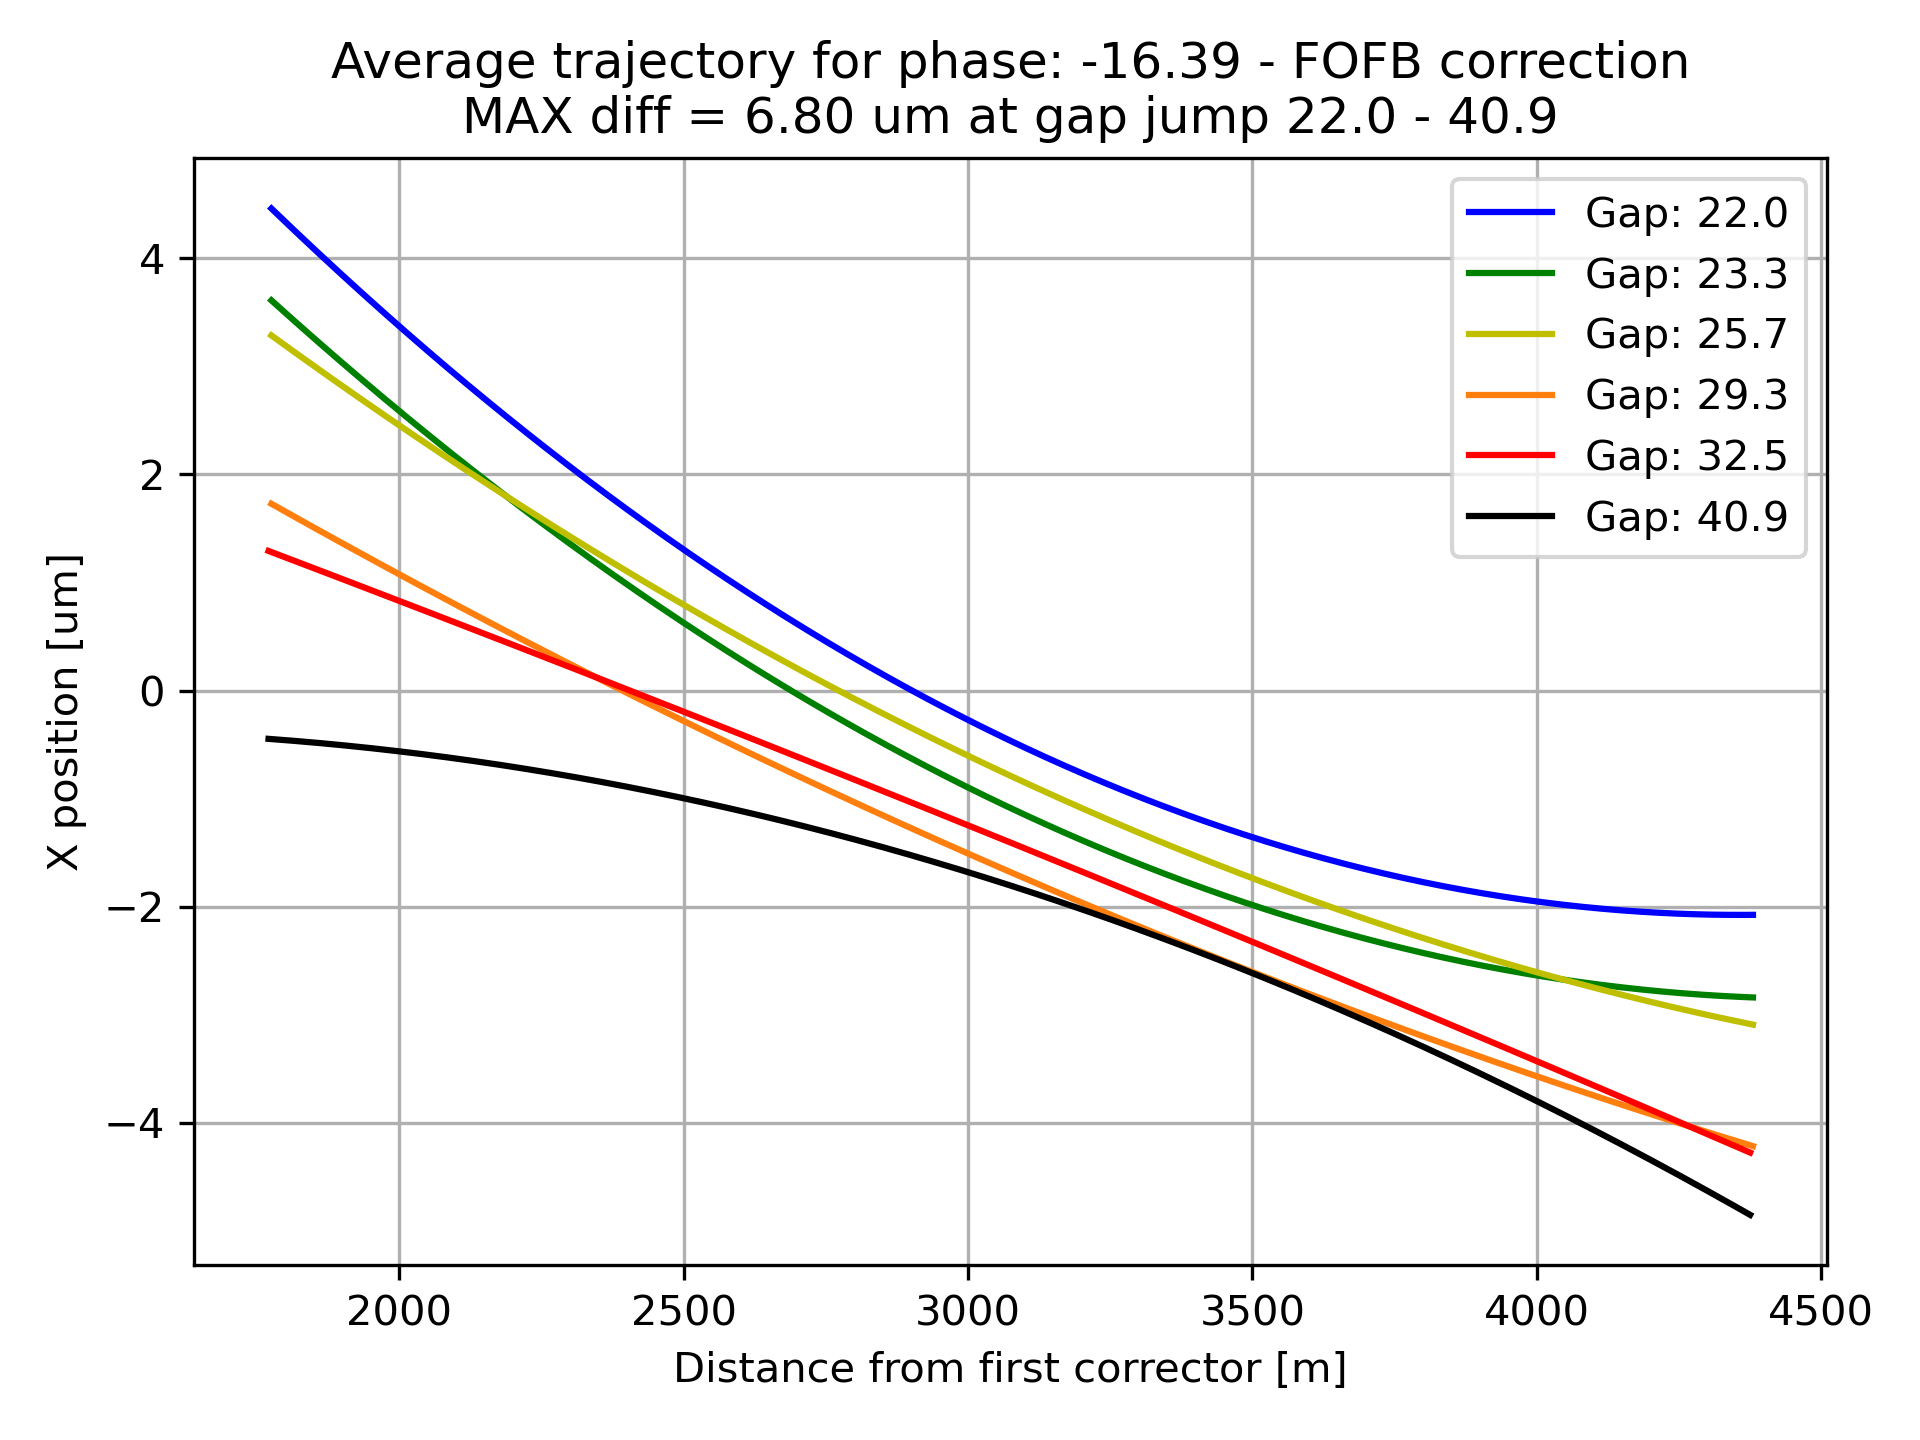 Average trajectory for phase: -16.39 - FOFB correction
MAX diff = 6.80 um at gap jump 22.0 - 40.9
Gap: 22.0
Gap: 23.3
Gap: 25.7
Gap: 29.3
Gap: 32.5
Gap: 40.9
X position [um]
4
2
0
−2
−4
2000 2500 3000 3500 4000 4500
Distance from first corrector [m]